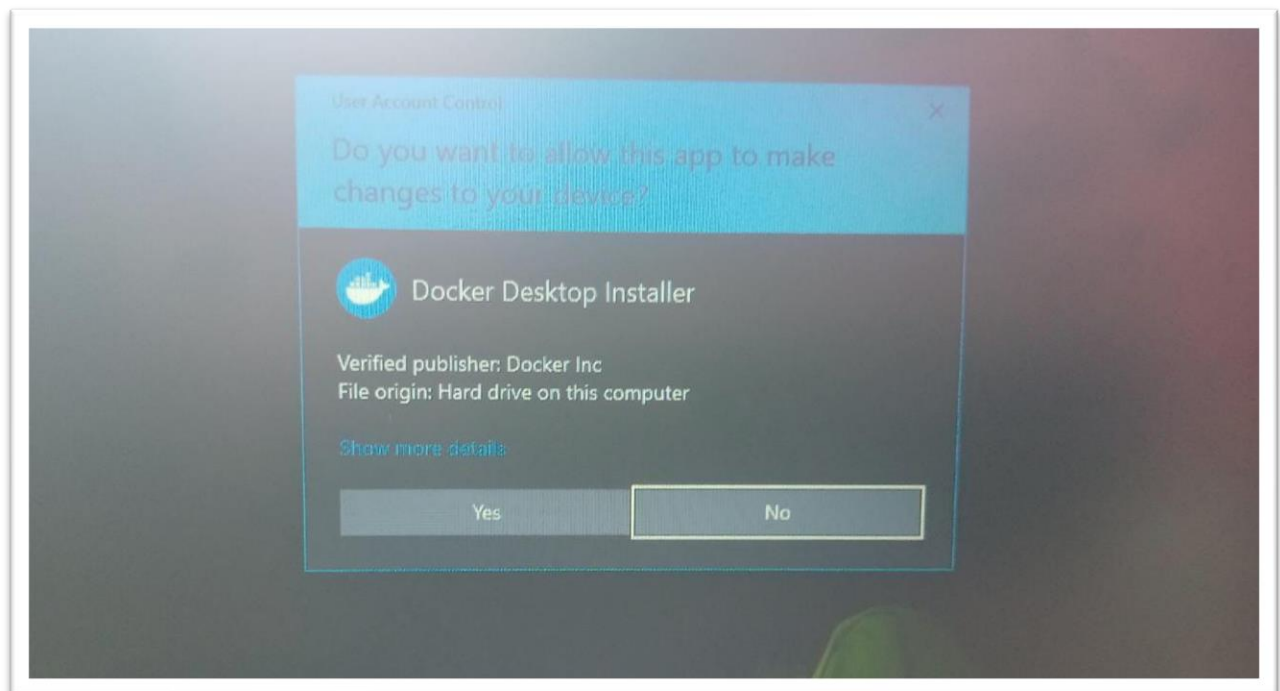 User Account Control
Do you want to allow this app to make
changes to your device?
Docker Desktop Installer
Verified publisher: Docker Inc
File origin: Hard drive on this computer
Show more details
Yes
No